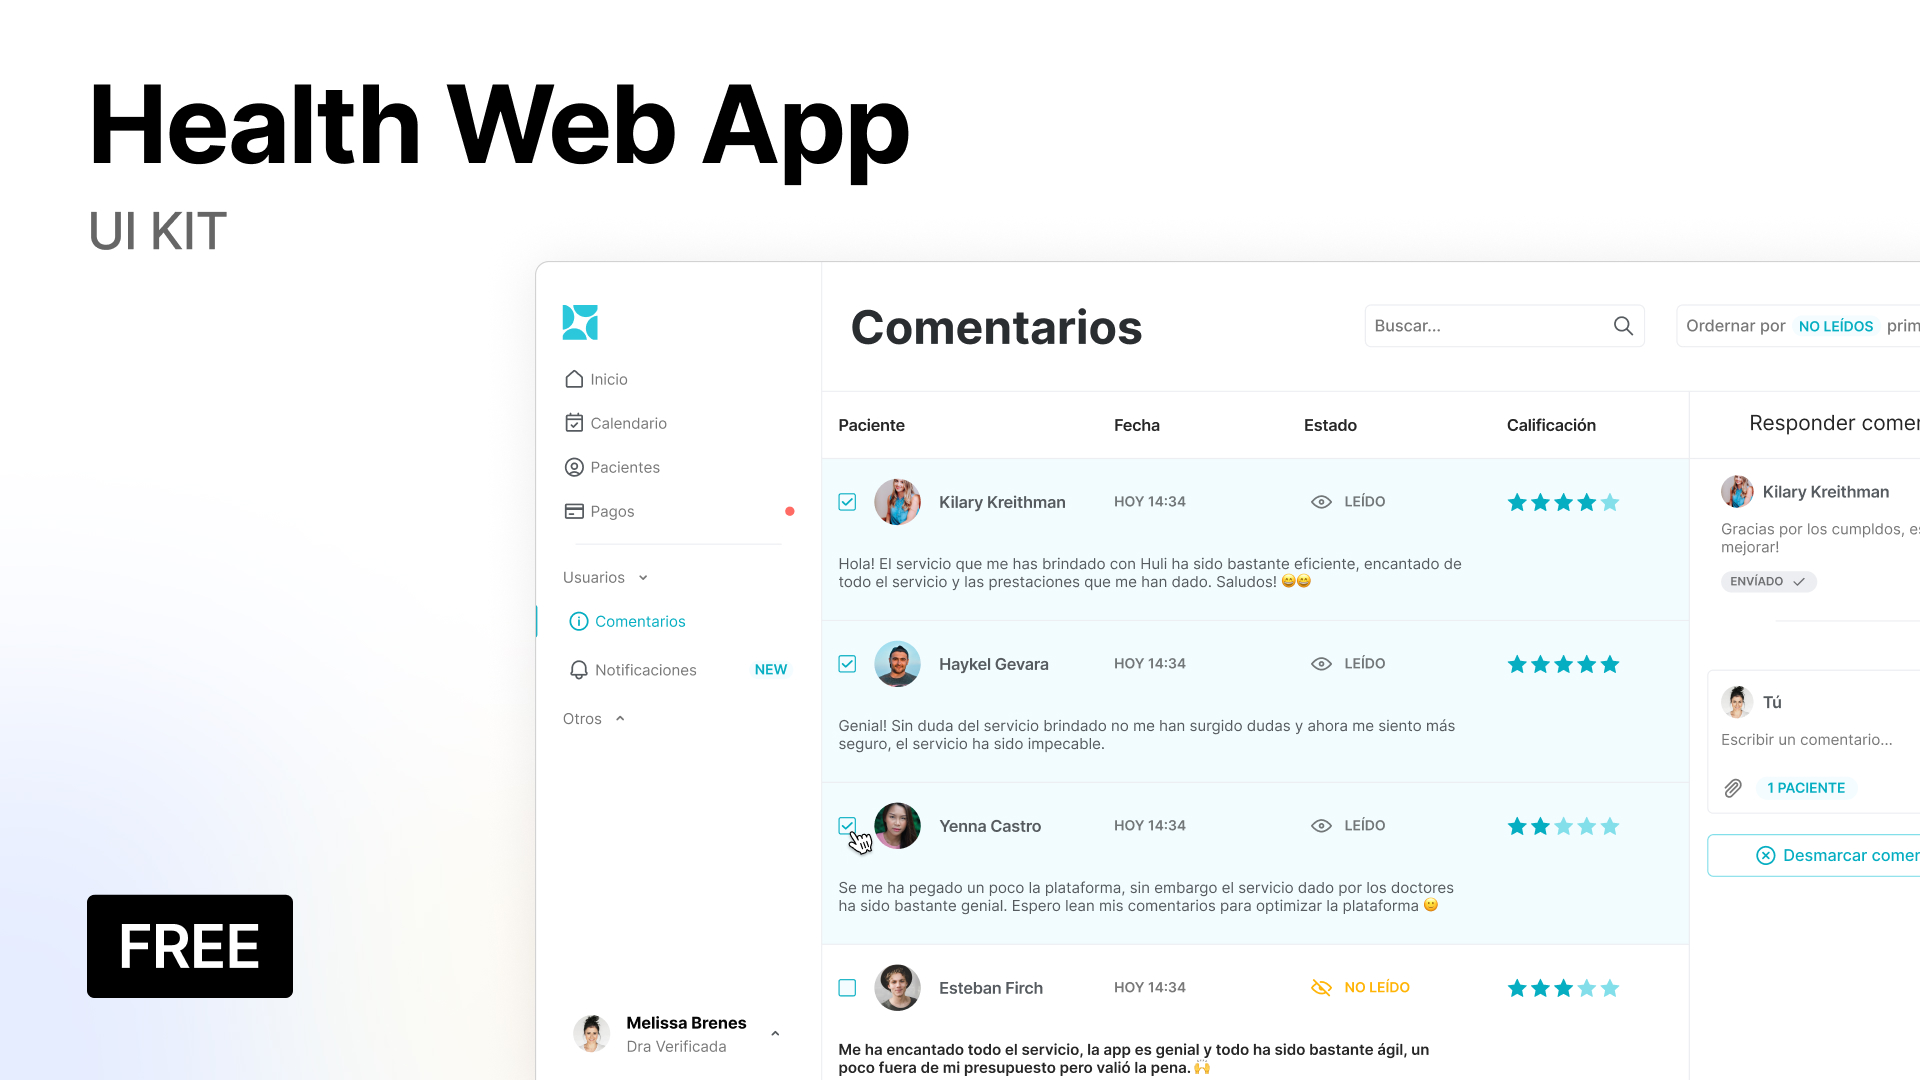 Health Web App
UI KIT
FREE
Inicio
Calendario
Pacientes
Pagos
Usuarios
Comentarios
Notificaciones NEW
Otros
Melissa Brenes
Dra Verificada
Comentarios
Buscar...
Ordernar por NO LEÍDOS prim
Paciente Fecha Estado Calificación
Kilary Kreithman HOY 14:34 LEÍDO
Hola! El servicio que me has brindado con Huli ha sido bastante eficiente, encantado de
todo el servicio y las prestaciones que me han dado. Saludos! 😄😄
Haykel Gevara HOY 14:34 LEÍDO
Genial! Sin duda del servicio brindado no me han surgido dudas y ahora me siento más
seguro, el servicio ha sido impecable.
Yenna Castro HOY 14:34 LEÍDO
Se me ha pegado un poco la plataforma, sin embargo el servicio dado por los doctores
ha sido bastante genial. Espero lean mis comentarios para optimizar la plataforma 🙂
Esteban Firch HOY 14:34 NO LEÍDO
Me ha encantado todo el servicio, la app es genial y todo ha sido bastante ágil, un
poco fuera de mi presupuesto pero valió la pena. 🙌
Responder comen
Kilary Kreithman
Gracias por los cumpldos, es
mejorar!
ENVÍADO
Tú
Escribir un comentario...
1 PACIENTE
Desmarcar comen